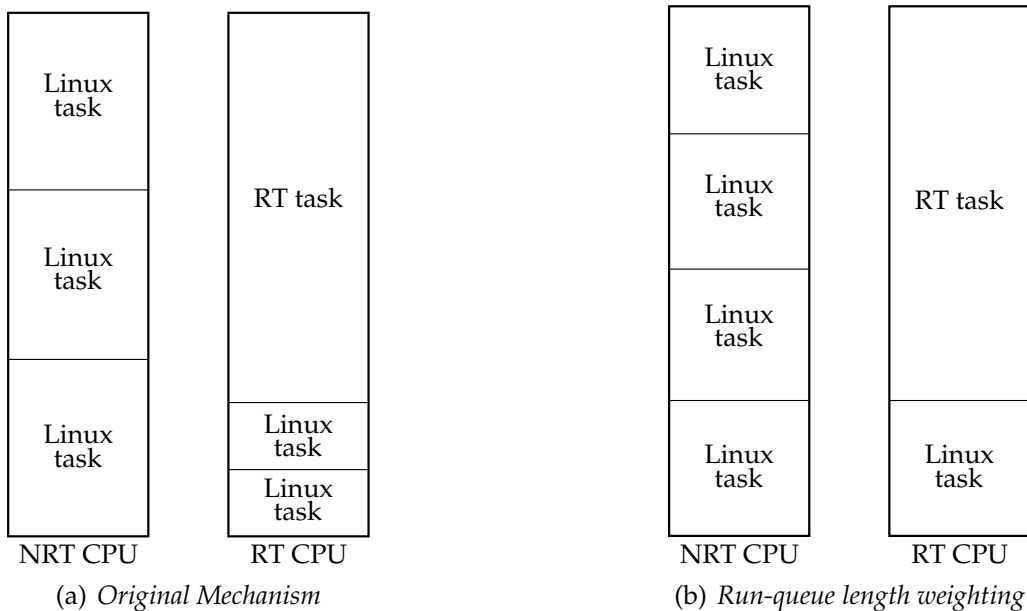 Linux
task
Linux
task
Linux
task
NRT CPU
RT task
Linux
task
Linux
task
RT CPU
(a) Original Mechanism
Linux
task
Linux
task
Linux
task
Linux
task
NRT CPU
RT task
Linux
task
RT CPU
(b) Run-queue length weighting